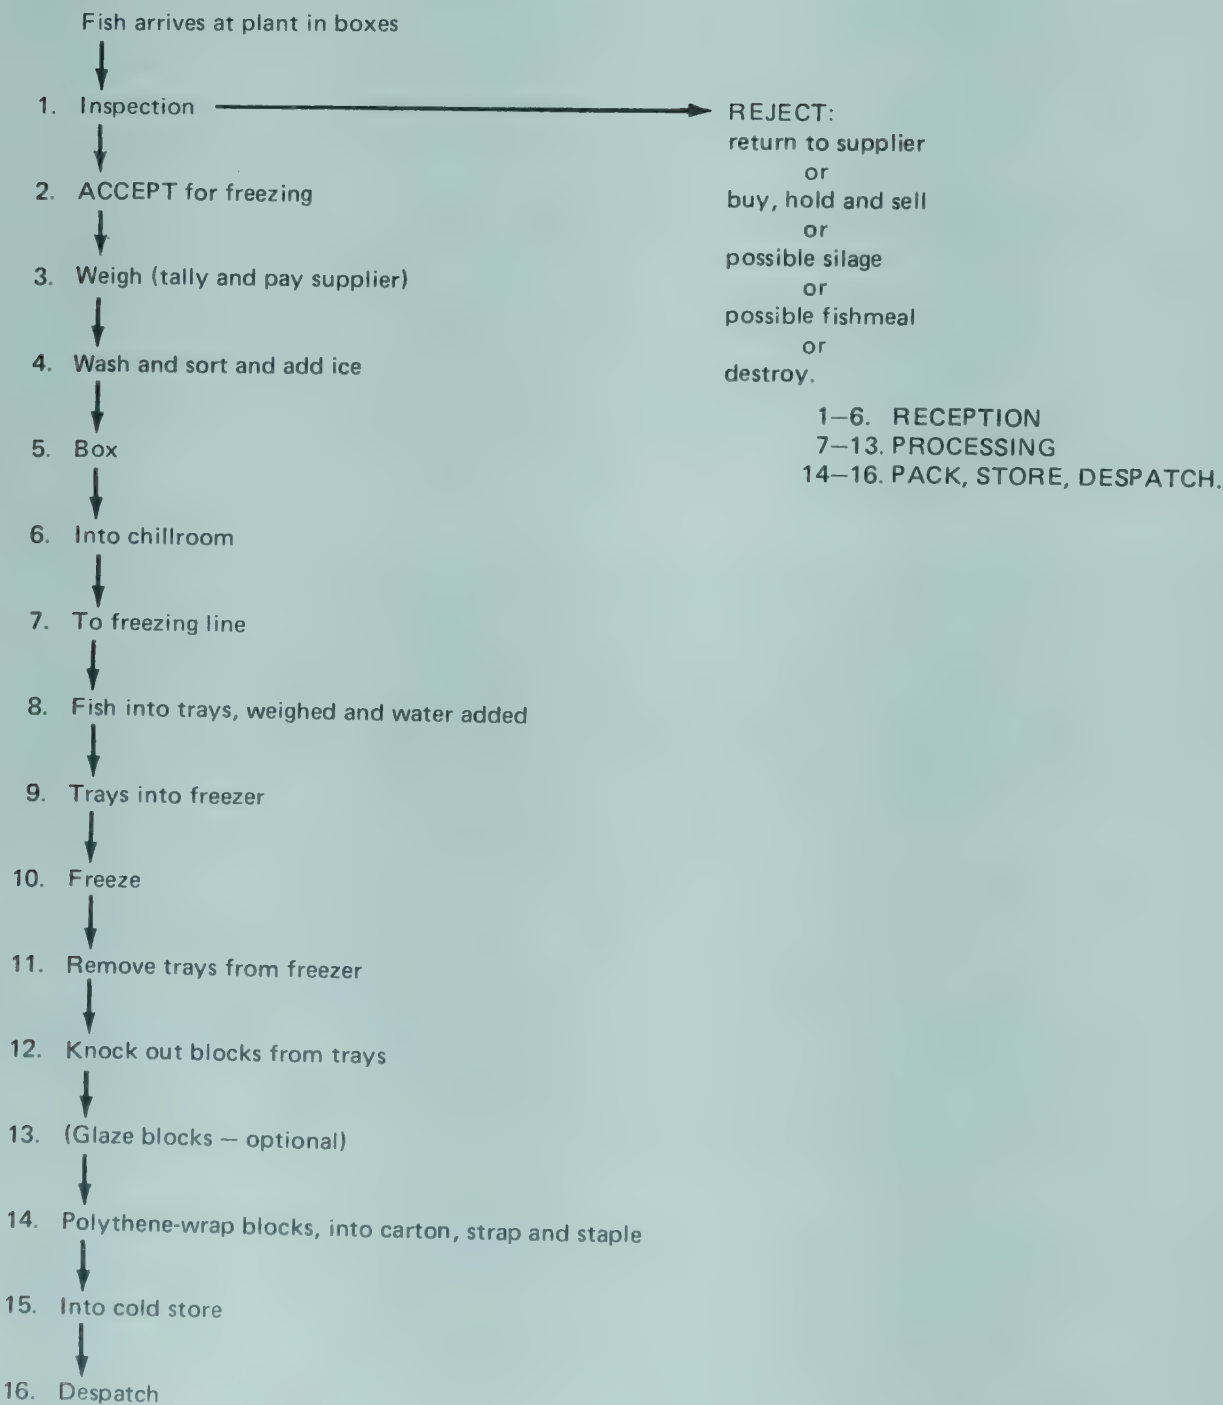 Fish arrives at plant in boxes
1. Inspection
2. ACCEPT for freezing
3. Weigh (tally and pay supplier)
4. Wash and sort and add ice
5. Box
6. Into chillroom
7. To freezing line
8. Fish into trays, weighed and water added
9. Trays into freezer
10. Freeze
11. Remove trays from freezer
12. Knock out blocks from trays
13. (Glaze blocks — optional)
14. Polythene-wrap blocks, into carton, strap and staple
15. Into cold store
16. Despatch
REJECT:
return to supplier
or
buy, hold and sell
or
possible silage
or
possible fishmeal
or
destroy.
1—6. RECEPTION
7—13. PROCESSING
14—16. PACK, STORE, DESPATCH.